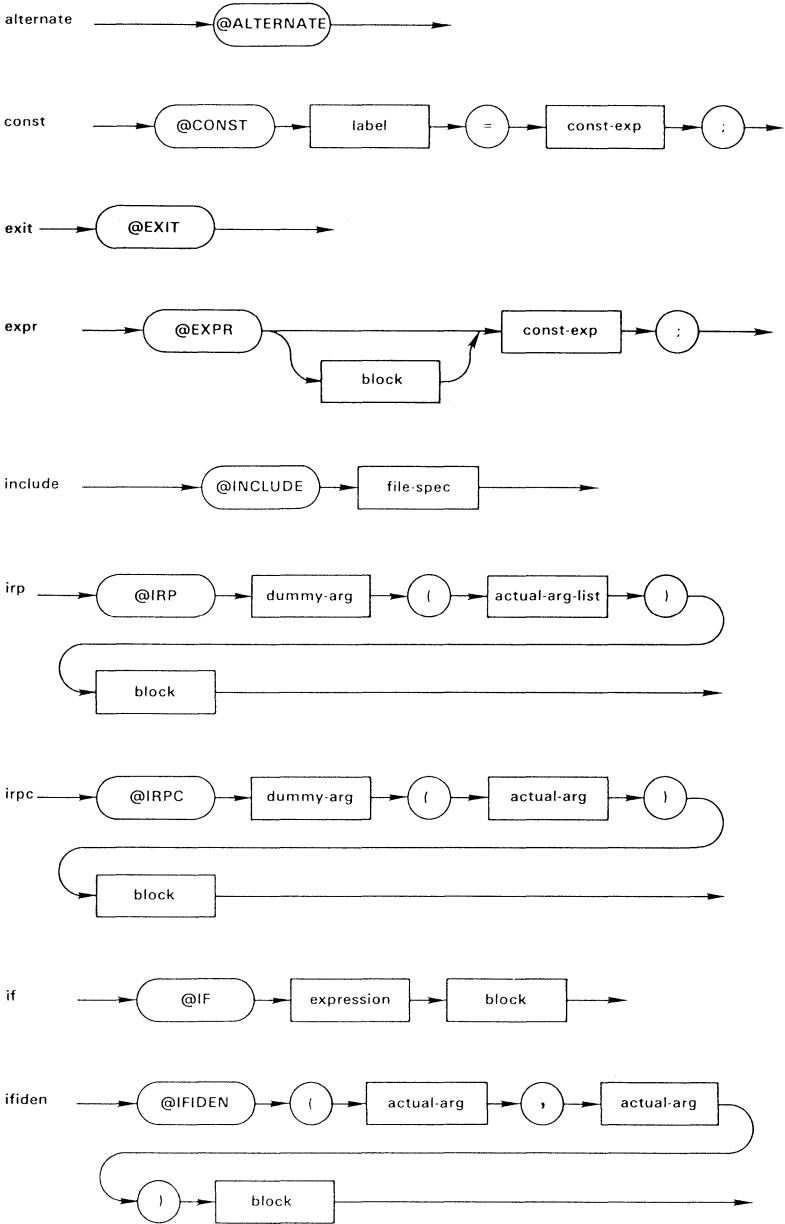 alternate @ALTERNATE
const @CONST label = const-exp ;
exit @EXIT
expr @EXPR const-exp ;
block
include @INCLUDE file-spec
irp @IRP dummy-arg ( actual-arg-list )
block
irpc @IRPC dummy-arg ( actual-arg )
block
if @IF expression block
ifiden @IFIDEN ( actual-arg , actual-arg
) block